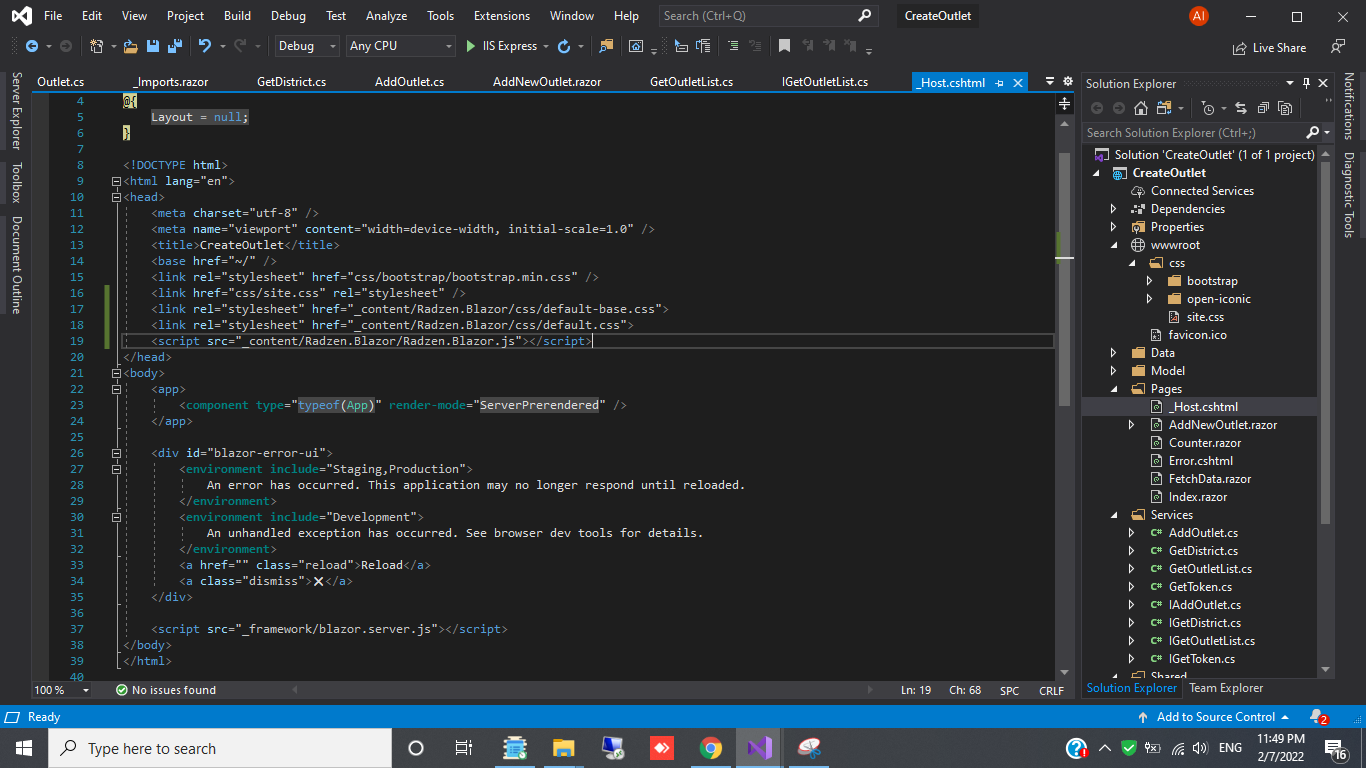 File Edit View Project Build Debug Test Analyze Tools Extensions Window Help Search (Ctrl+Q) CreateOutlet AI
Debug Any CPU IIS Express Live Share
Outlet.cs _Imports.razor GetDistrict.cs AddOutlet.cs AddNewOutlet.razor GetOutletList.cs IGetOutletList.cs _Host.cshtml
Server Explorer
Toolbox
Document Outline
4 @{
5 Layout = null;
6 }
7
8 <!DOCTYPE html>
9 <html lang="en">
10 <head>
11 <meta charset="utf-8" />
12 <meta name="viewport" content="width=device-width, initial-scale=1.0" />
13 <title>CreateOutlet</title>
14 <base href="~/" />
15 <link rel="stylesheet" href="css/bootstrap/bootstrap.min.css" />
16 <link href="css/site.css" rel="stylesheet" />
17 <link rel="stylesheet" href="_content/Radzen.Blazor/css/default-base.css">
18 <link rel="stylesheet" href="_content/Radzen.Blazor/css/default.css">
19 <script src="_content/Radzen.Blazor/Radzen.Blazor.js"></script>
20 </head>
21 <body>
22 <app>
23 <component type="typeof(App)" render-mode="ServerPrerendered" />
24 </app>
25
26 <div id="blazor-error-ui">
27 <environment include="Staging,Production">
28 An error has occurred. This application may no longer respond until reloaded.
29 </environment>
30 <environment include="Development">
31 An unhandled exception has occurred. See browser dev tools for details.
32 </environment>
33 <a href="" class="reload">Reload</a>
34 <a class="dismiss">🗙</a>
35 </div>
36
37 <script src="_framework/blazor.server.js"></script>
38 </body>
39 </html>
40
100 % No issues found Ln: 19 Ch: 68 SPC CRLF
Solution Explorer
Search Solution Explorer (Ctrl+;)
Solution 'CreateOutlet' (1 of 1 project)
CreateOutlet
Connected Services
Dependencies
Properties
wwwroot
css
bootstrap
open-iconic
site.css
favicon.ico
Data
Model
Pages
_Host.cshtml
AddNewOutlet.razor
Counter.razor
Error.cshtml
FetchData.razor
Index.razor
Services
AddOutlet.cs
GetDistrict.cs
GetOutletList.cs
GetToken.cs
IAddOutlet.cs
IGetDistrict.cs
IGetOutletList.cs
IGetToken.cs
Shared
Solution Explorer Team Explorer
Notifications
Diagnostic Tools
Ready Add to Source Control 2
Type here to search ENG 11:49 PM
2/7/2022 16